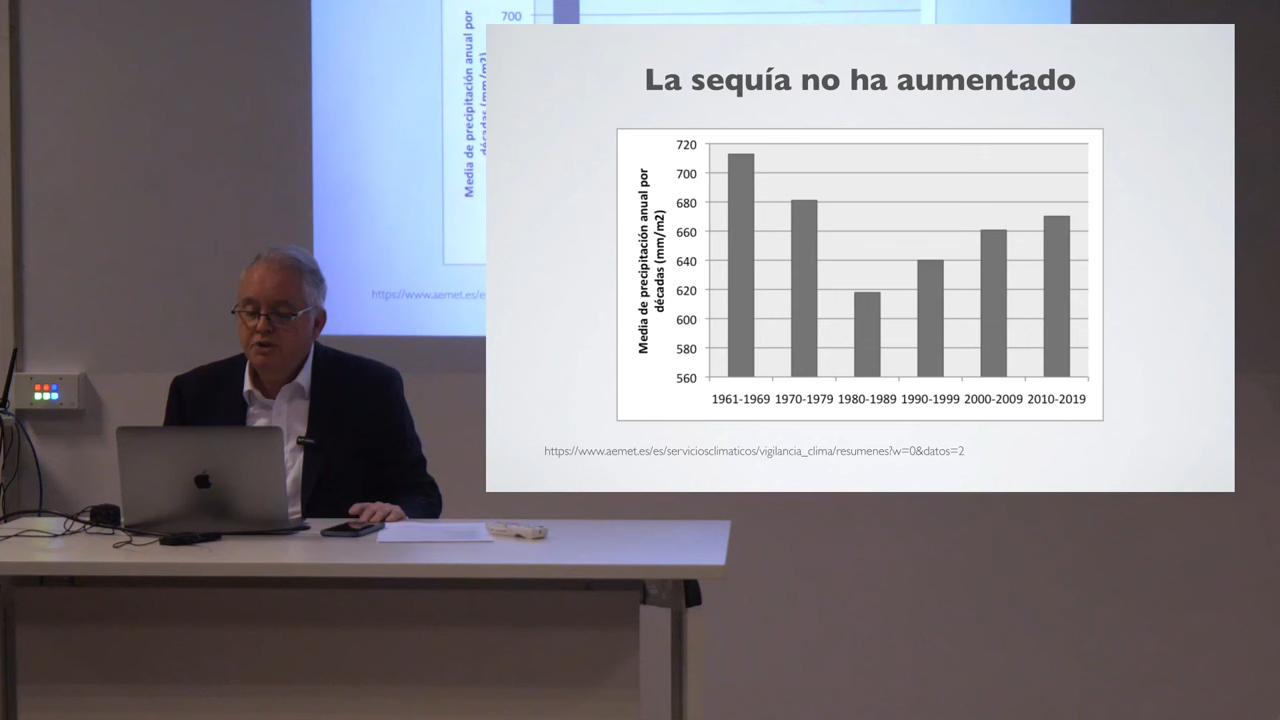 700
Media de precipitación anual por
décadas (mm/m2)
https://www.aemet.es/e
La sequía no ha aumentado
Media de precipitación anual por
décadas (mm/m2)
720
700
680
660
640
620
600
580
560
1961-1969 1970-1979 1980-1989 1990-1999 2000-2009 2010-2019
https://www.aemet.es/es/serviciosclimaticos/vigilancia_clima/resumenes?w=0&datos=2